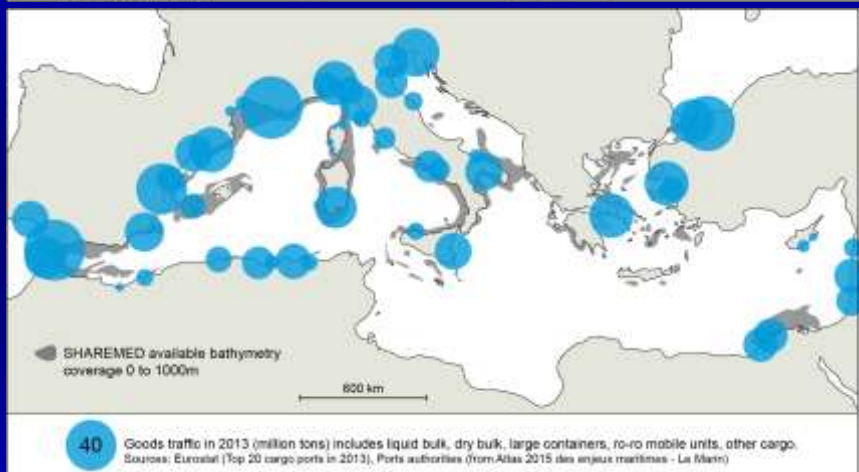 SHAREMED available bathymetry
coverage 0 to 1000m
600 km
40
Goods traffic in 2013 (million tons) includes liquid bulk, dry bulk, large containers, ro-ro mobile units, other cargo.
Sources: Eurostat (Top 20 cargo ports in 2013), Ports authorities (from Atlas 2015 des enjeux maritimes - Le Marin)